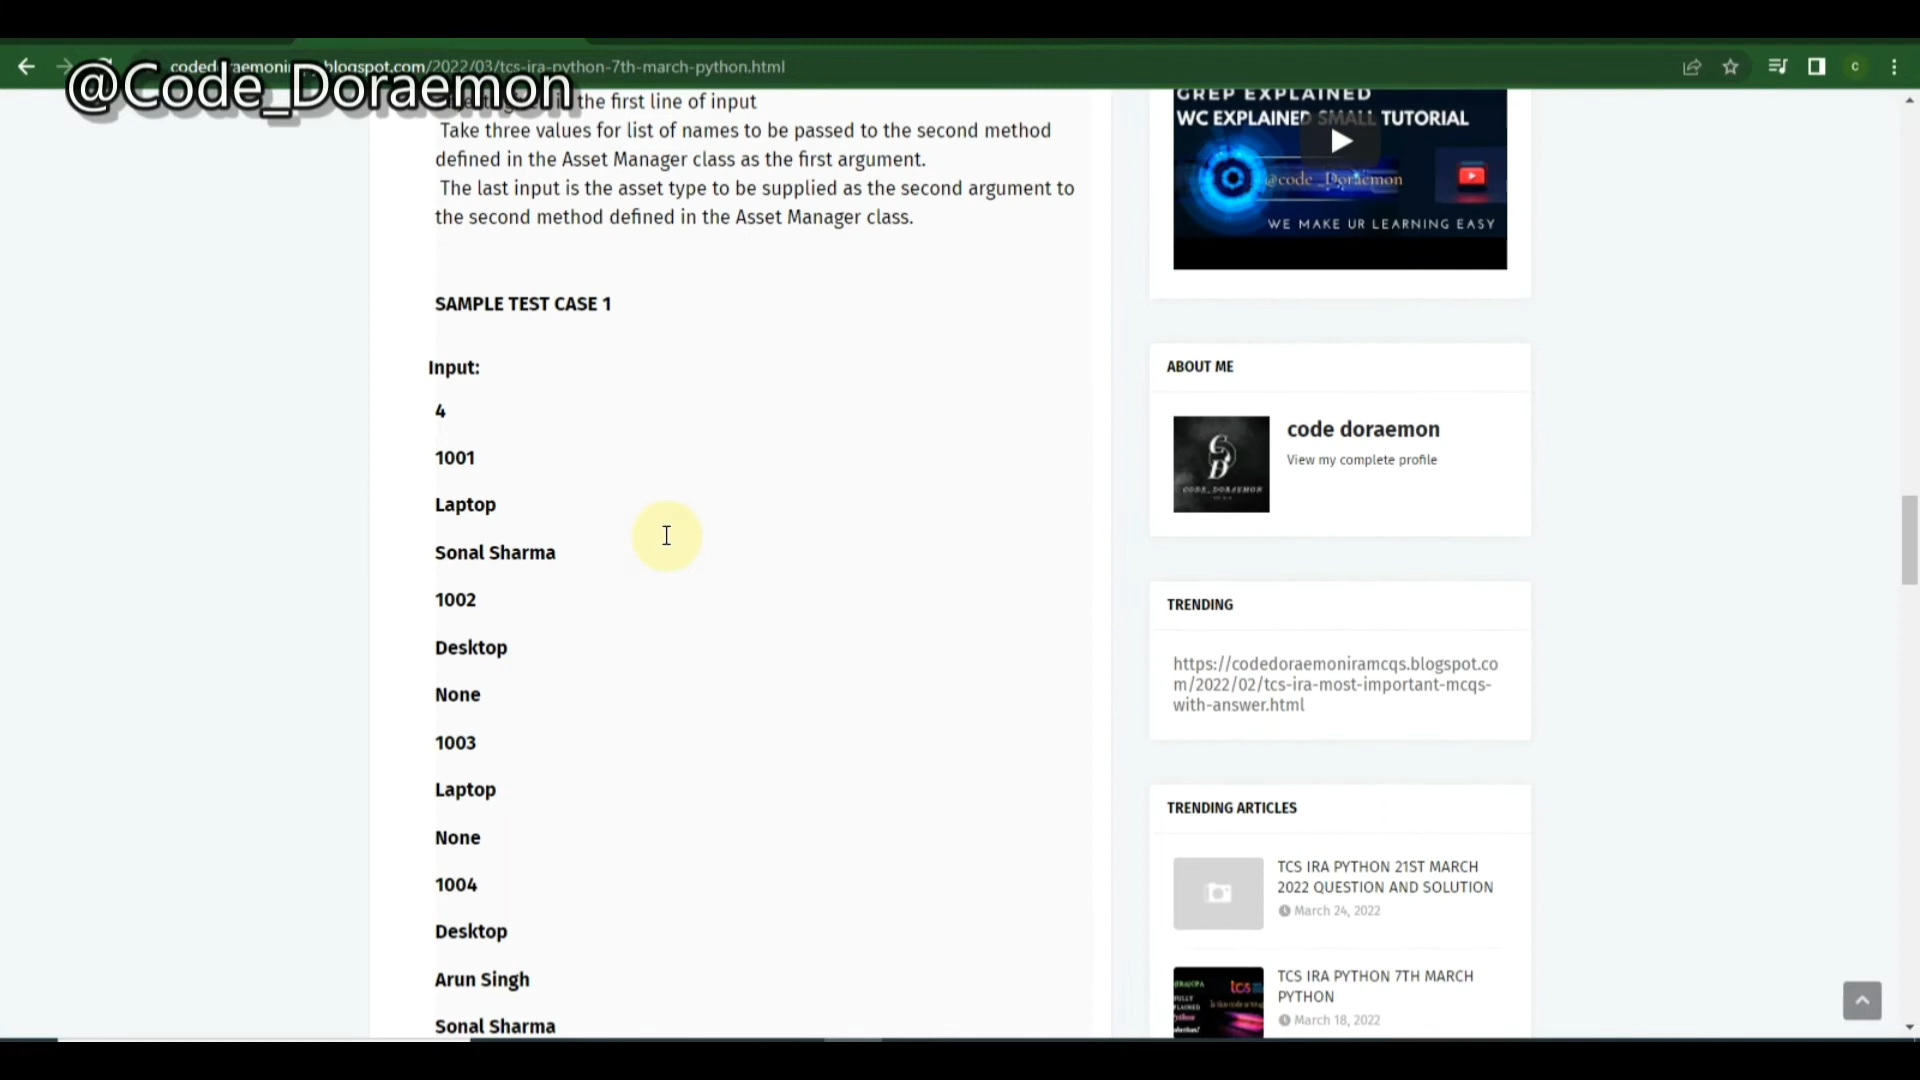 @Code_Doraemon
/2022/03/tcs-ira-python-7th-march-python.html
the first line of input
Take three values for list of names to be passed to the second method
defined in the Asset Manager class as the first argument.
The last input is the asset type to be supplied as the second argument to
the second method defined in the Asset Manager class.
SAMPLE TEST CASE 1
Input:
4
1001
Laptop
Sonal Sharma
1002
Desktop
None
1003
Laptop
None
1004
Desktop
Arun Singh
Sonal Sharma
GREP EXPLAINED
WC EXPLAINED SMALL TUTORIAL
@code_Doraemon
WE MAKE UR LEARNING EASY
ABOUT ME
CODE_DORAEMON
code doraemon
View my complete profile
TRENDING
https://codedoraemoniramcqs.blogspot.co
m/2022/02/tcs-ira-most-important-mcqs-
with-answer.html
TRENDING ARTICLES
TCS IRA PYTHON 21ST MARCH
2022 QUESTION AND SOLUTION
March 24, 2022
tcs
TCS IRA PYTHON 7TH MARCH
PYTHON
March 18, 2022